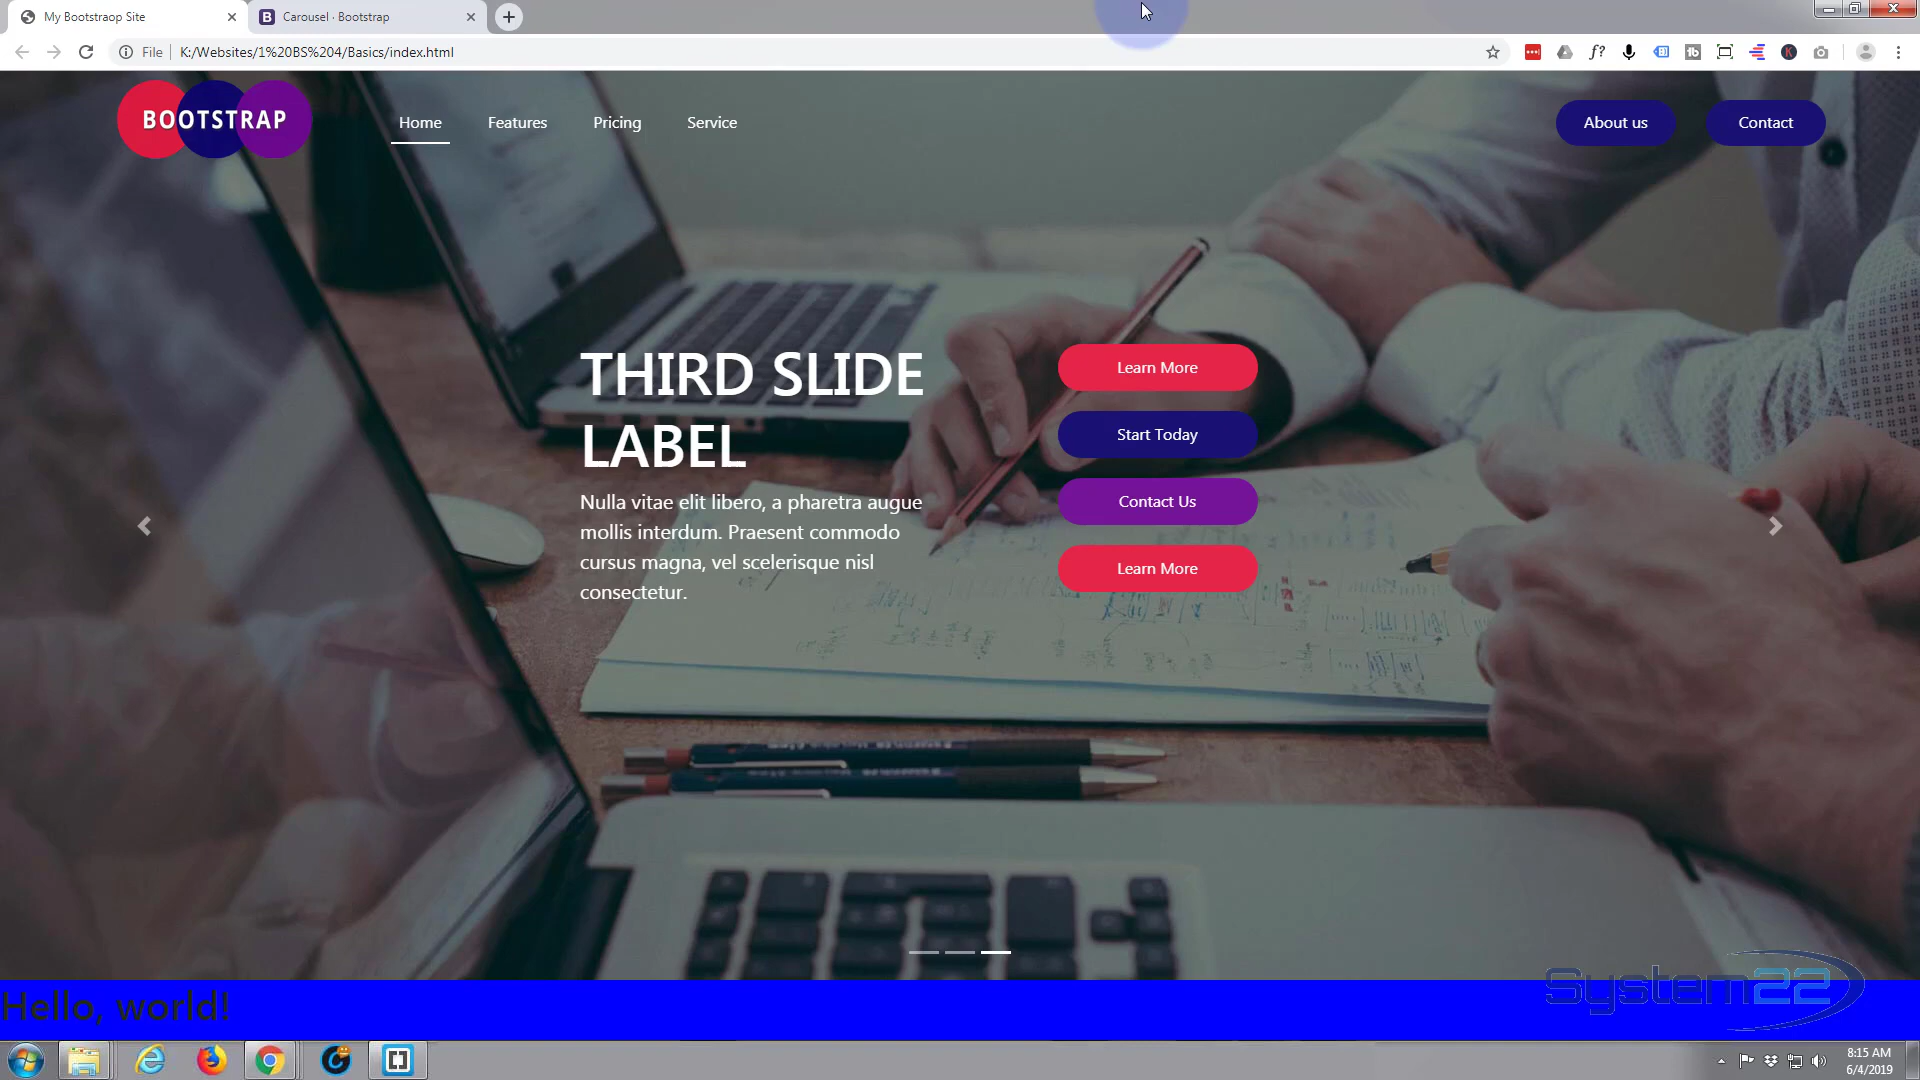 My Bootstraop Site
Carousel · Bootstrap
File
K:/Websites/1%20BS%204/Basics/index.html
BOOTSTRAP
Home
Features
Pricing
Service
About us
Contact
THIRD SLIDE
LABEL
Nulla vitae elit libero, a pharetra augue
mollis interdum. Praesent commodo
cursus magna, vel scelerisque nisl
consectetur.
Learn More
Start Today
Contact Us
Learn More
Hello, world!
System22
8:15 AM
6/4/2019